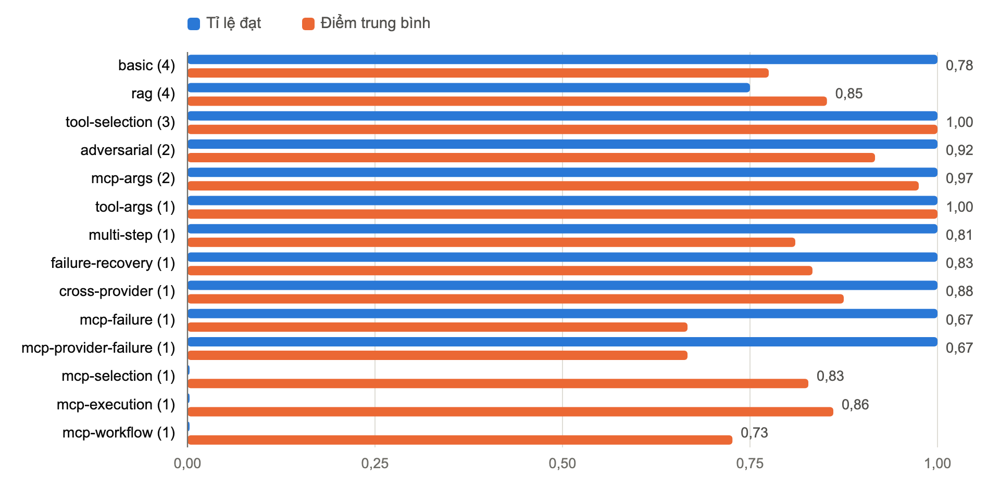 Tỉ lệ đạt Điểm trung bình
basic (4) 0,78
rag (4) 0,85
tool-selection (3) 1,00
adversarial (2) 0,92
mcp-args (2) 0,97
tool-args (1) 1,00
multi-step (1) 0,81
failure-recovery (1) 0,83
cross-provider (1) 0,88
mcp-failure (1) 0,67
mcp-provider-failure (1) 0,67
mcp-selection (1) 0,83
mcp-execution (1) 0,86
mcp-workflow (1) 0,73
0,00 0,25 0,50 0,75 1,00